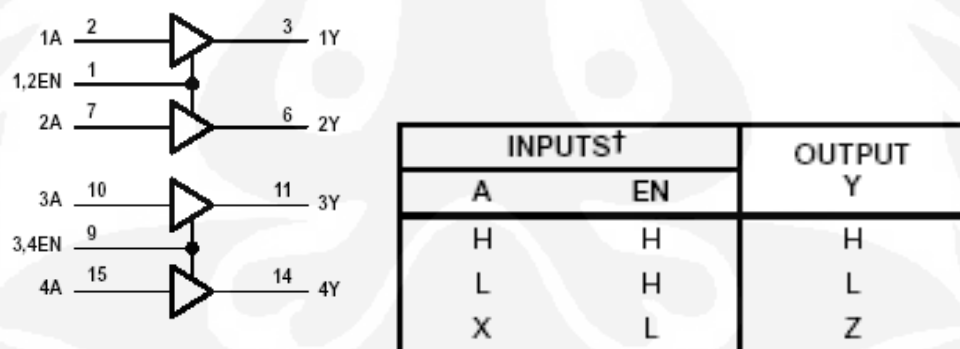 1A 2 3 1Y
1,2EN 1
2A 7 6 2Y
3A 10 11 3Y
3,4EN 9
4A 15 14 4Y
INPUTS† OUTPUT
A EN Y
H H H
L H L
X L Z